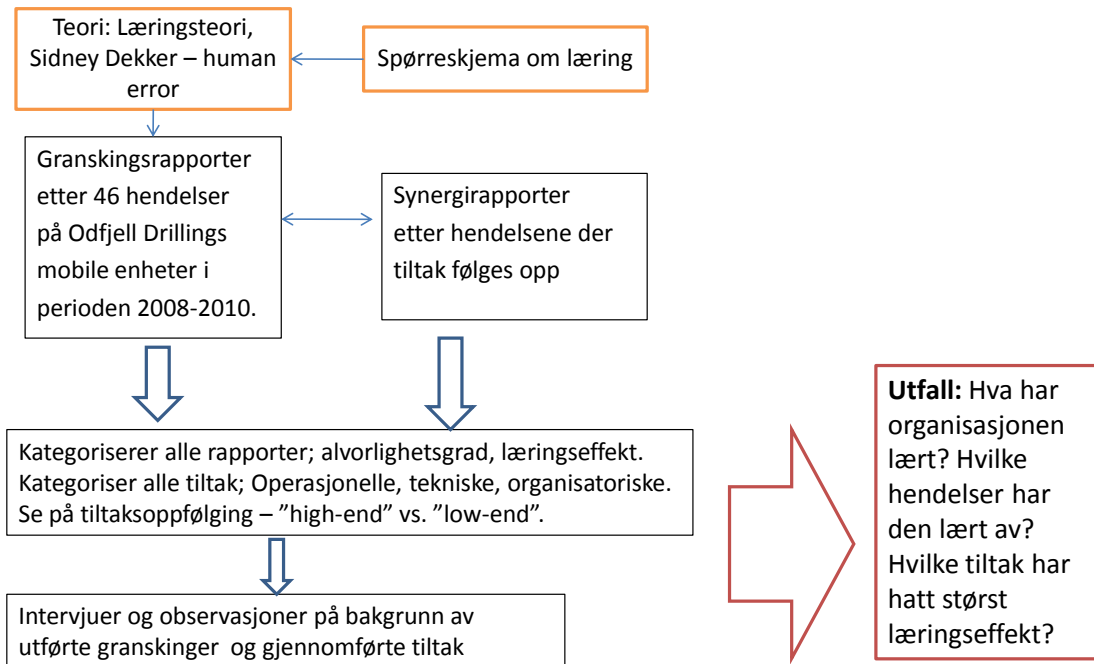 Teori: Læringsteori,
Sidney Dekker – human
error
Spørreskjema om læring
Granskingsrapporter
etter 46 hendelser
på Odfjell Drillings
mobile enheter i
perioden 2008-2010.
Synergirapporter
etter hendelsene der
tiltak følges opp
Kategoriserer alle rapporter; alvorlighetsgrad, læringseffekt.
Kategoriser alle tiltak; Operasjonelle, tekniske, organisatoriske.
Se på tiltaksoppfølging – ”high-end” vs. ”low-end”.
Intervjuer og observasjoner på bakgrunn av
utførte granskinger og gjennomførte tiltak
Utfall: Hva har
organisasjonen
lært? Hvilke
hendelser har
den lært av?
Hvilke tiltak har
hatt størst
læringseffekt?